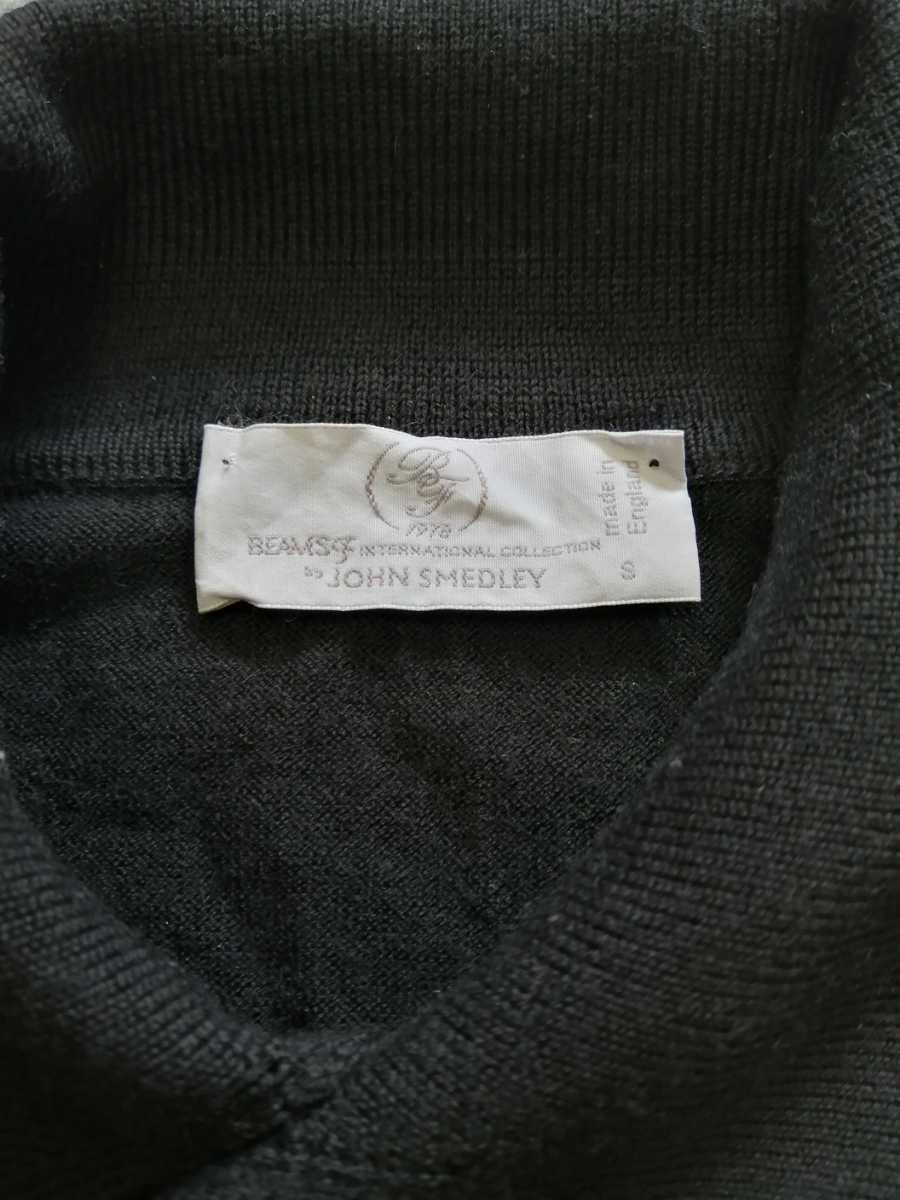 BF
1978
BEAMS F INTERNATIONAL COLLECTION
by JOHN SMEDLEY
made in
England
S